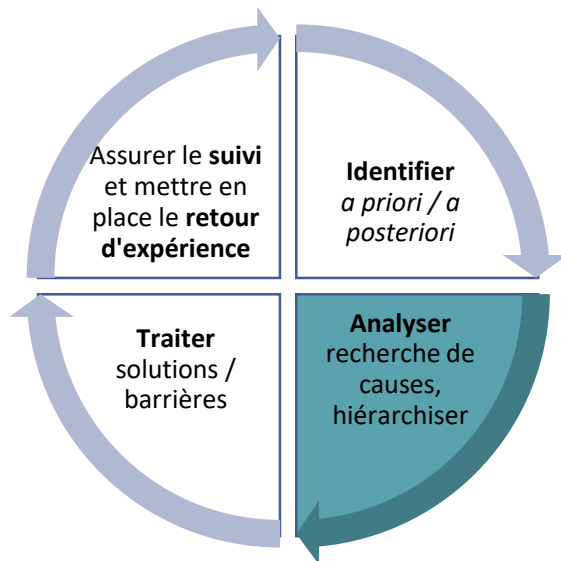 Assurer le suivi
et mettre en
place le retour
d'expérience
Identifier
a priori / a
posteriori
Traiter
solutions /
barrières
Analyser
recherche de
causes,
hiérarchiser